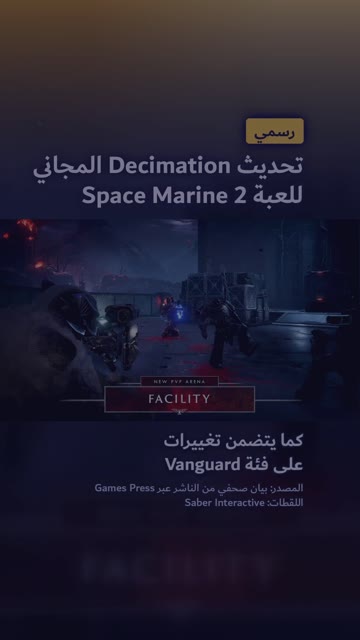 رسمي
تحديث Decimation المجاني
للعبة Space Marine 2
NEW PVP ARENA
FACILITY
كما يتضمن تغييرات
على فئة Vanguard
المصدر: بيان صحفي من الناشر عبر Games Press
اللقطات: Saber Interactive
FACILITY